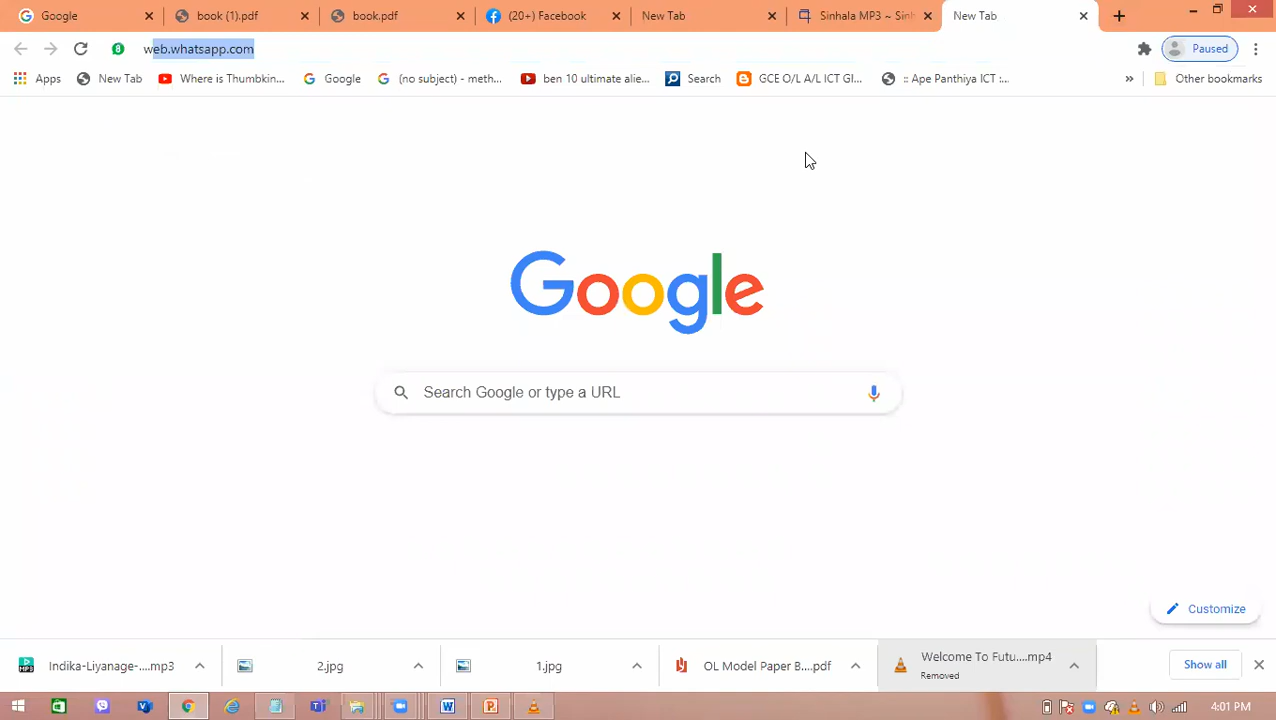 Google
book (1).pdf
book.pdf
(20+) Facebook
New Tab
Sinhala MP3 ~ Sinh
New Tab
web.whatsapp.com
Paused
Apps
New Tab
Where is Thumbkin...
Google
(no subject) - meth...
ben 10 ultimate alie...
Search
GCE O/L A/L ICT GI...
:: Ape Panthiya ICT :...
Other bookmarks
Google
Search Google or type a URL
Customize
Indika-Liyanage-....mp3
2.jpg
1.jpg
OL Model Paper B....pdf
Welcome To Futu....mp4
Removed
Show all
4:01 PM